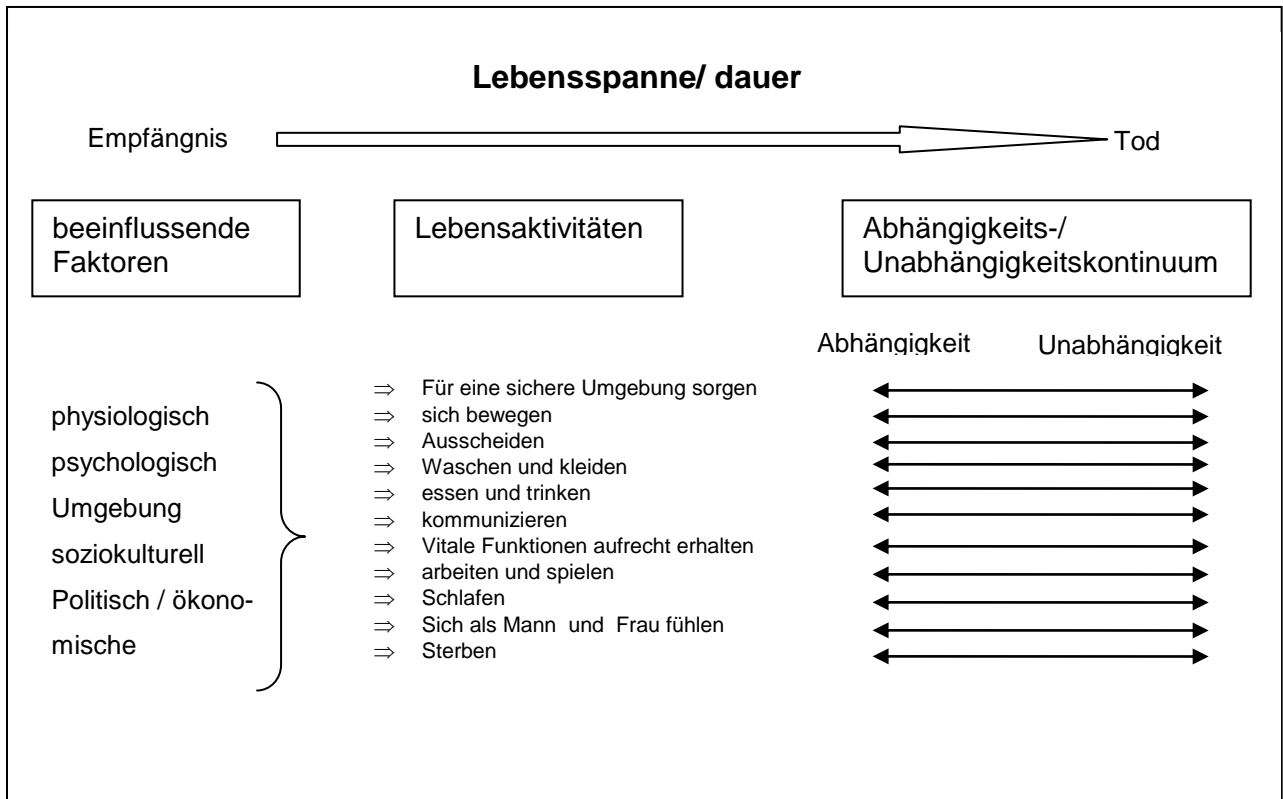 Lebensspanne/ dauer
Empfängnis
Tod
beeinflussende
Faktoren
Lebensaktivitäten
Abhängigkeits-/
Unabhängigkeitskontinuum
Abhängigkeit
Unabhängigkeit
physiologisch
psychologisch
Umgebung
soziokulturell
Politisch / ökono-
mische
⇒ Für eine sichere Umgebung sorgen
⇒ sich bewegen
⇒ Ausscheiden
⇒ Waschen und kleiden
⇒ essen und trinken
⇒ kommunizieren
⇒ Vitale Funktionen aufrecht erhalten
⇒ arbeiten und spielen
⇒ Schlafen
⇒ Sich als Mann und Frau fühlen
⇒ Sterben